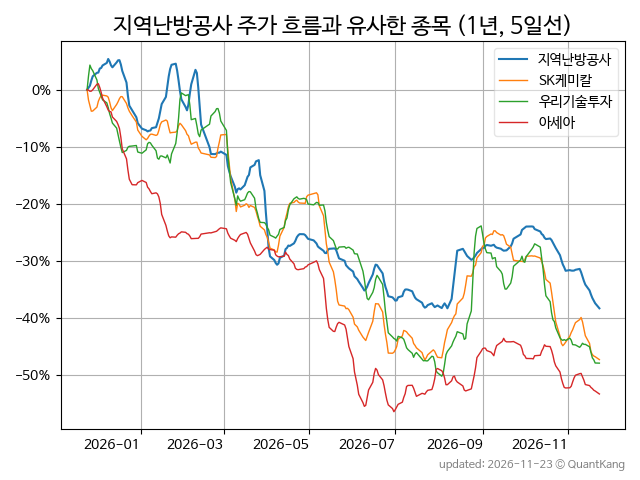 지역난방공사 주가 흐름과 유사한 종목 (1년, 5일선)
지역난방공사
SK케미칼
우리기술투자
아세아
0%
−10%
−20%
−30%
−40%
−50%
2026−01 2026−03 2026−05 2026−07 2026−09 2026−11
updated: 2026-11-23 © QuantKang